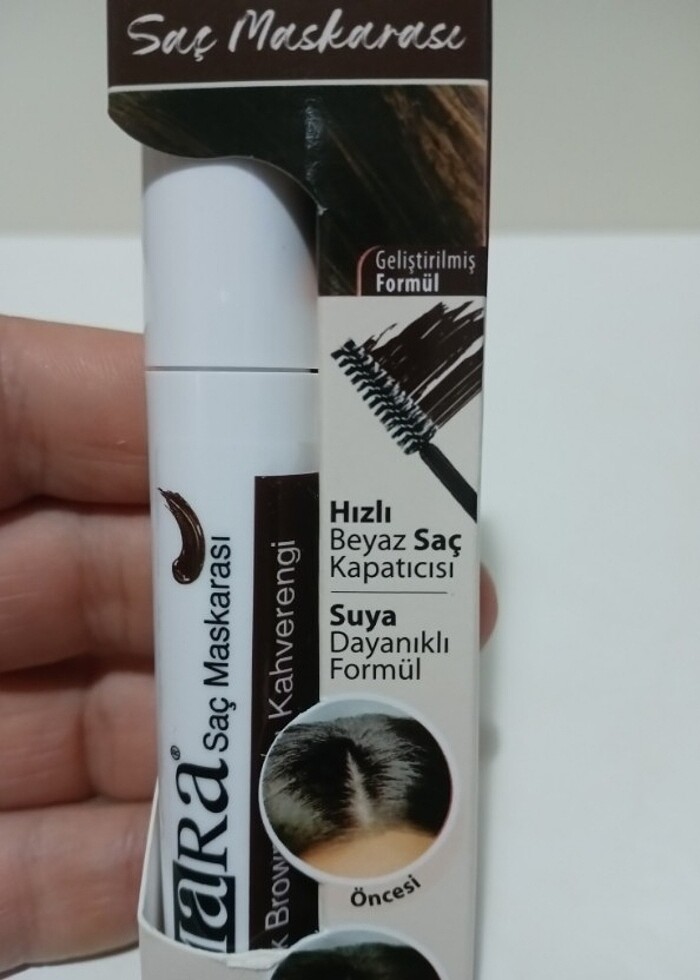 Saç Maskarası
Geliştirilmiş
Formül
Hızlı
Beyaz Saç
Kapatıcısı
Suya
Dayanıklı
Formül
Öncesi
Saç Maskarası
Kahverengi